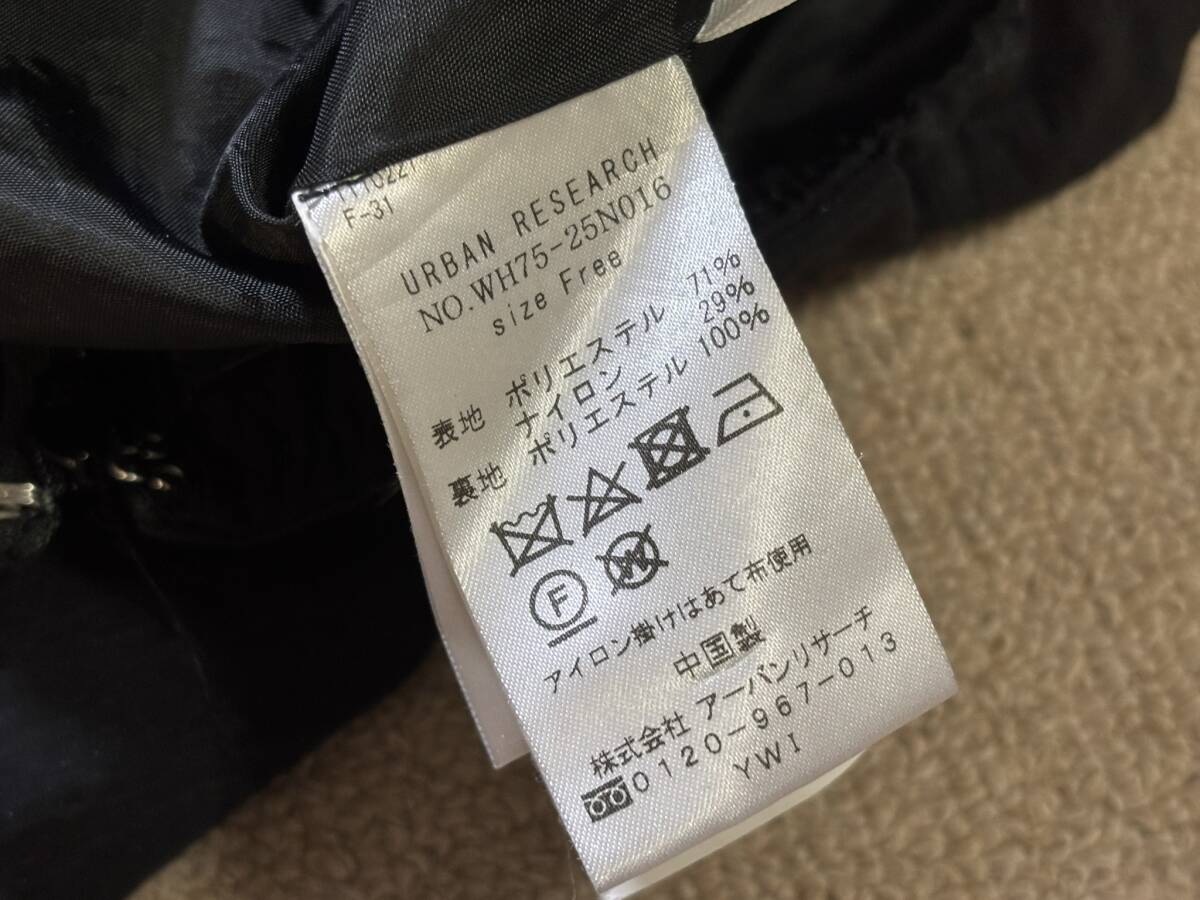 F-31
URBAN RESEARCH
NO.WH75-25N016
size Free
表地 ポリエステル 71%
ナイロン 29%
裏地 ポリエステル 100%
F
W
アイロン掛けはあて布使用
中国製
株式会社 アーバンリサーチ
0120-967-013
YWI